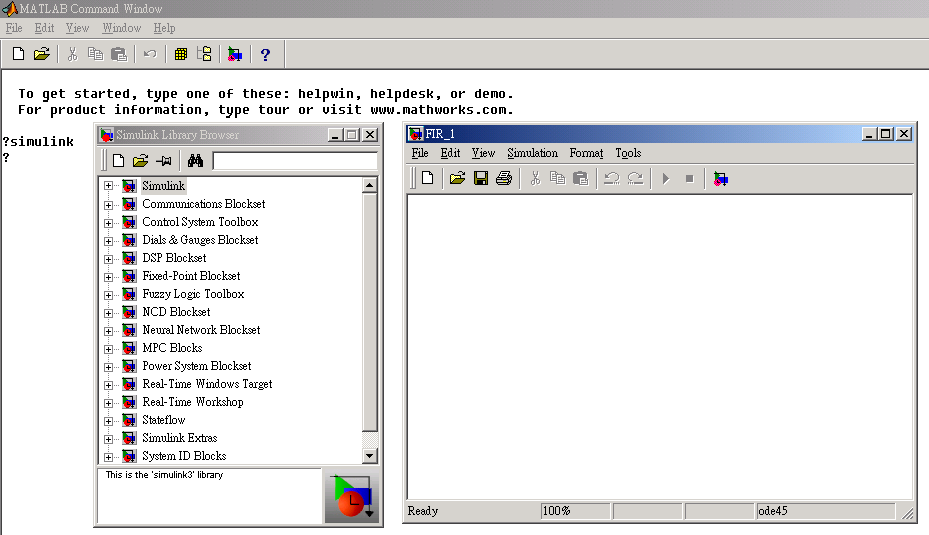 MATLAB Command Window
File Edit View Window Help
To get started, type one of these: helpwin, helpdesk, or demo.
For product information, type tour or visit www.mathworks.com.
?simulink
?
Simulink Library Browser
Simulink
Communications Blockset
Control System Toolbox
Dials & Gauges Blockset
DSP Blockset
Fixed-Point Blockset
Fuzzy Logic Toolbox
NCD Blockset
Neural Network Blockset
MPC Blocks
Power System Blockset
Real-Time Windows Target
Real-Time Workshop
Stateflow
Simulink Extras
System ID Blocks
This is the 'simulink3' library
FIR_1
File Edit View Simulation Format Tools
Ready 100% ode45